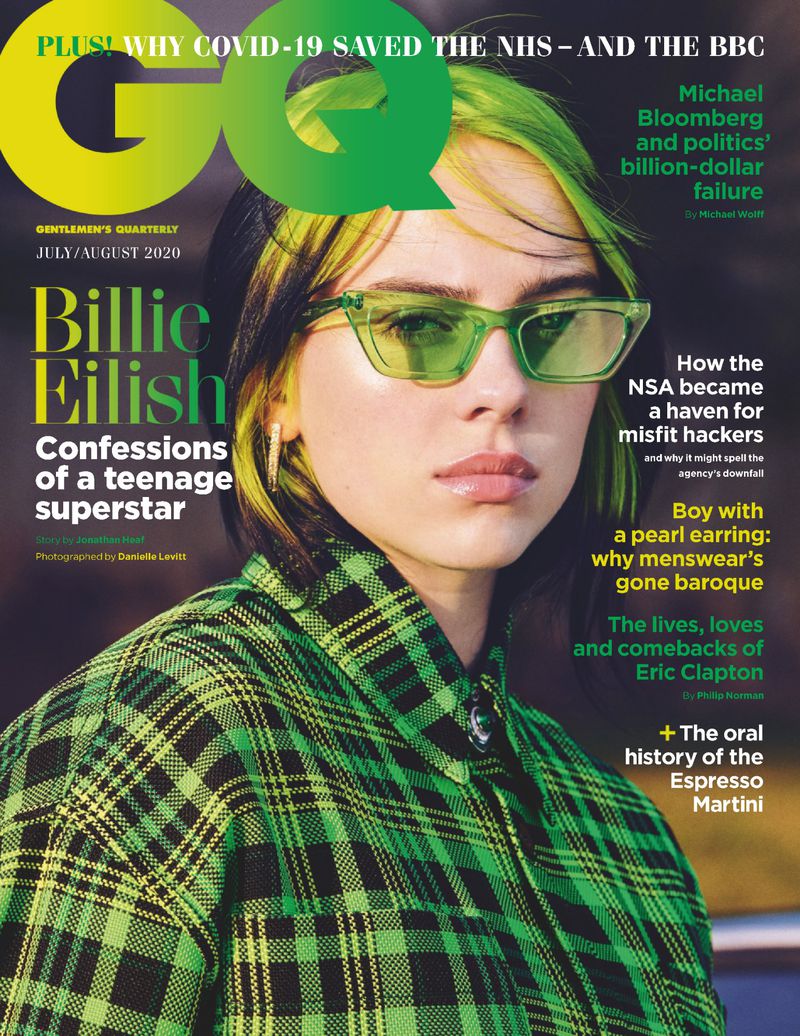 PLUS! WHY COVID-19 SAVED THE NHS – AND THE BBC
GQ
GENTLEMEN'S QUARTERLY
JULY/AUGUST 2020
Billie
Eilish
Confessions
of a teenage
superstar
Story by Jonathan Heaf
Photographed by Danielle Levitt
Michael
Bloomberg
and politics'
billion-dollar
failure
By Michael Wolff
How the
NSA became
a haven for
misfit hackers
and why it might spell the
agency's downfall
Boy with
a pearl earring:
why menswear's
gone baroque
The lives, loves
and comebacks of
Eric Clapton
By Philip Norman
+ The oral
history of the
Espresso
Martini